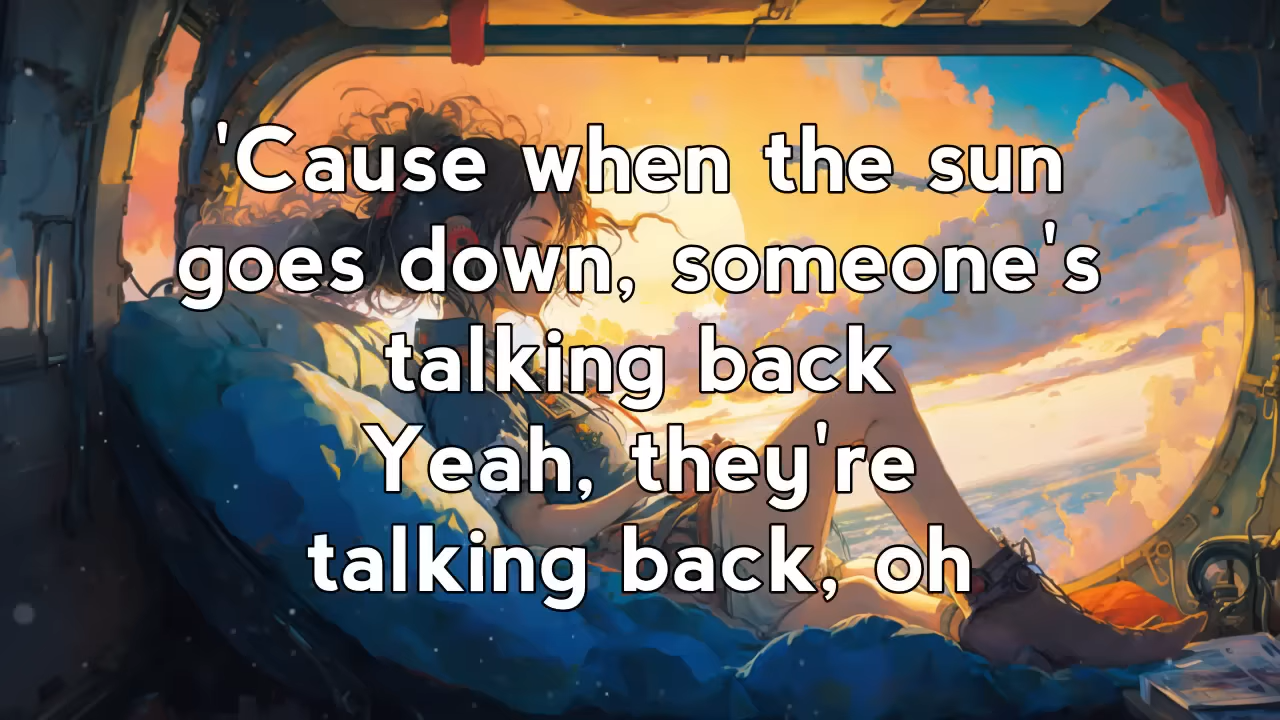 'Cause when the sun
goes down, someone's
talking back
Yeah, they're
talking back, oh